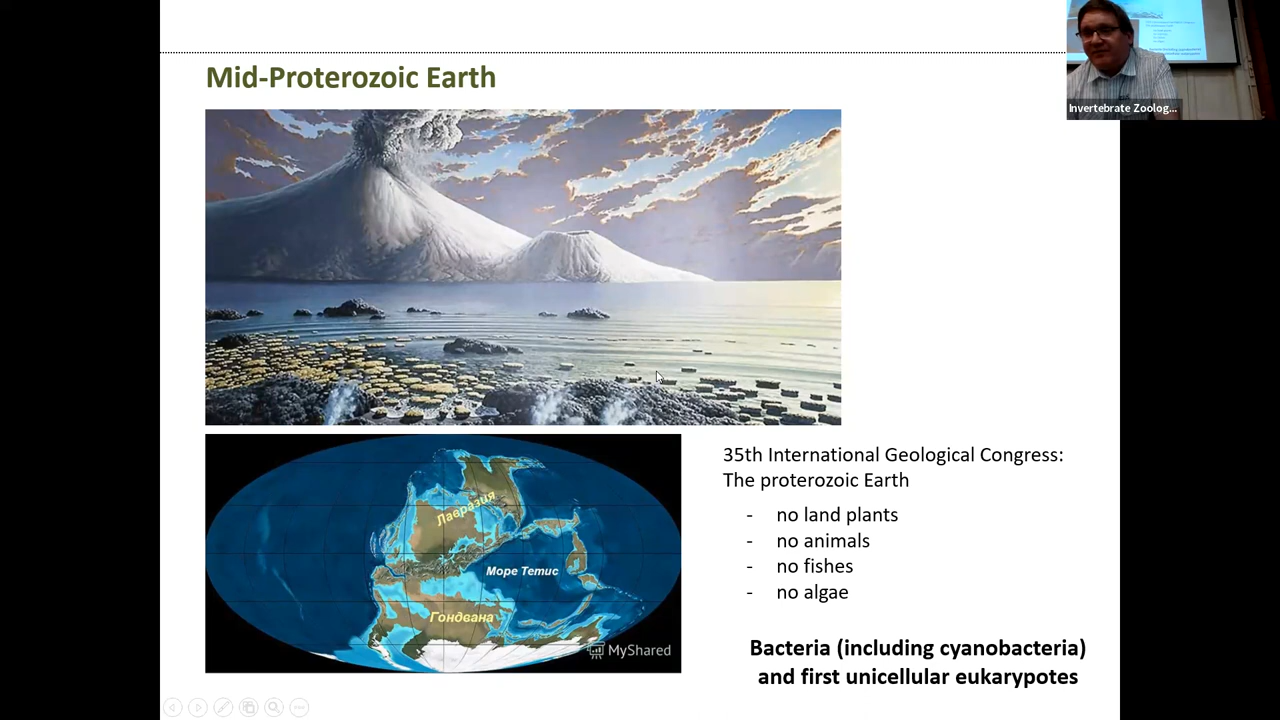 Mid-Proterozoic Earth
Invertebrate Zoolog...
Лавразия
Море Тетис
Гондвана
MyShared
35th International Geological Congress:
The proterozoic Earth
- no land plants
- no animals
- no fishes
- no algae
Bacteria (including cyanobacteria)
and first unicellular eukarypotes